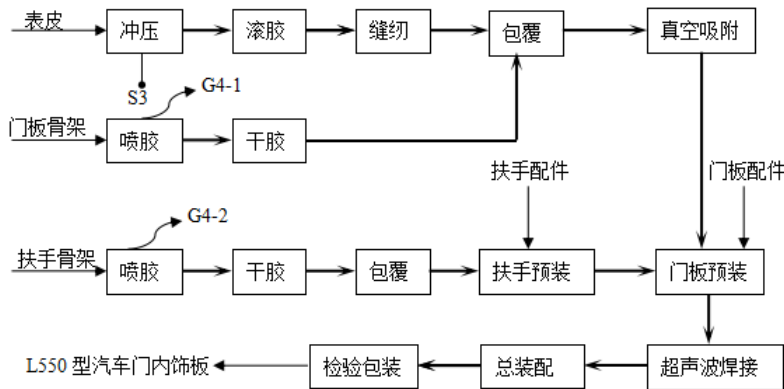 表皮 冲压 滚胶 缝纫 包覆 真空吸附
S3 G4-1
门板骨架 喷胶 干胶
扶手配件 门板配件
G4-2
扶手骨架 喷胶 干胶 包覆 扶手预装 门板预装
L550 型汽车门内饰板 检验包装 总装配 超声波焊接